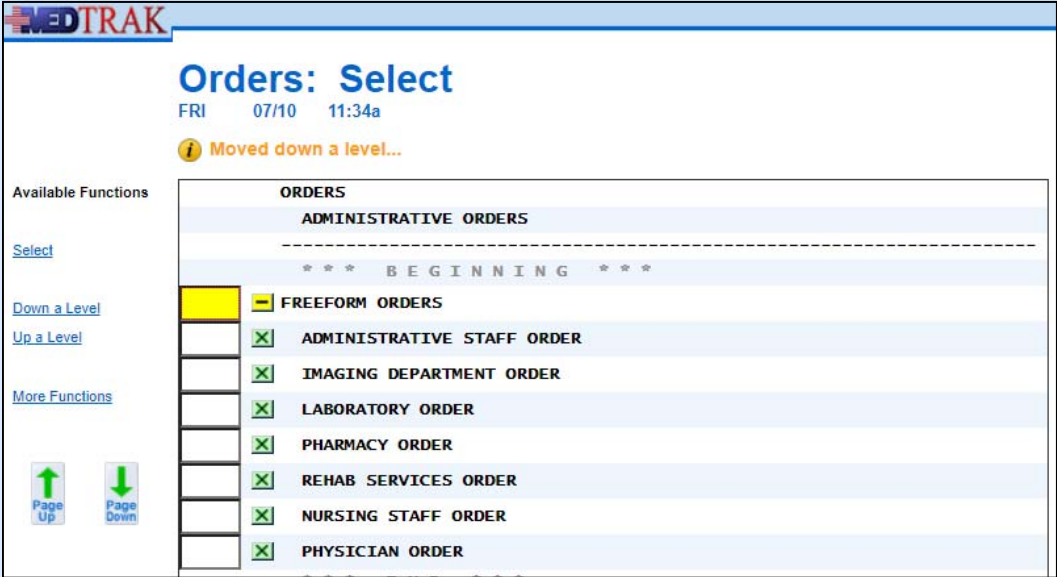 MEDTRAK
Orders: Select
FRI 07/10 11:34a
Moved down a level...
Available Functions
Select
Down a Level
Up a Level
More Functions
Page Up
Page Down
ORDERS
ADMINISTRATIVE ORDERS
------------------------------------------------------------------------
* * * B E G I N N I N G * * *
FREEFORM ORDERS
ADMINISTRATIVE STAFF ORDER
IMAGING DEPARTMENT ORDER
LABORATORY ORDER
PHARMACY ORDER
REHAB SERVICES ORDER
NURSING STAFF ORDER
PHYSICIAN ORDER